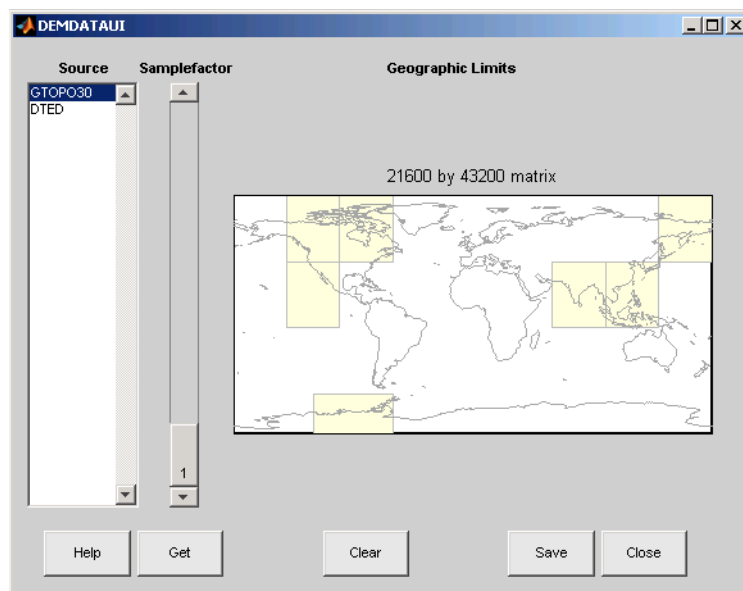 DEMDATAUI
Source
Samplefactor
Geographic Limits
GTOPO30
DTED
21600 by 43200 matrix
1
Help
Get
Clear
Save
Close